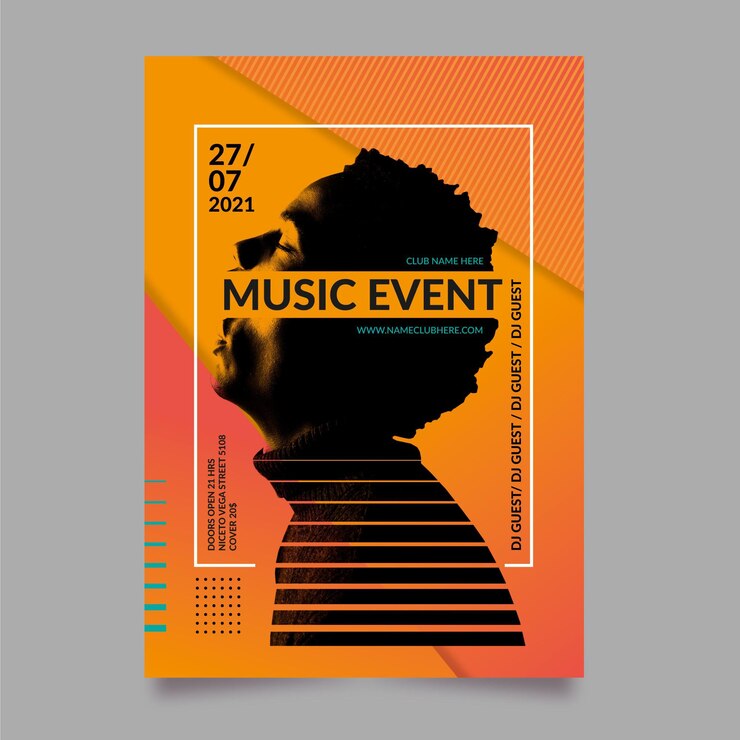 27/
07
2021
CLUB NAME HERE
MUSIC EVENT
WWW.NAMECLUBHERE.COM
DJ GUEST/ DJ GUEST / DJ GUEST / DJ GUEST
DOORS OPEN 21 HRS
NICETO VEGA STREET 5108
COVER 20$